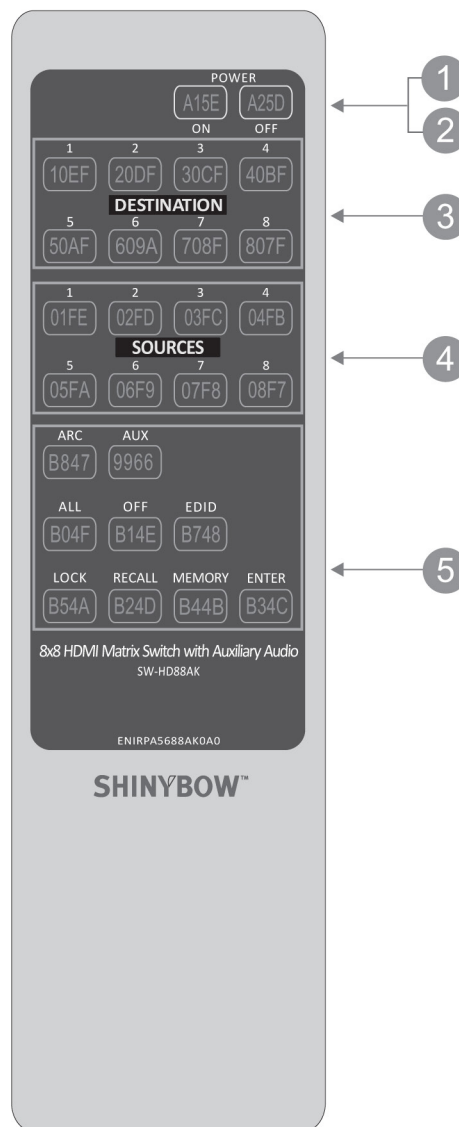 POWER
A15E A25D
ON OFF
1 2 3 4
10EF 20DF 30CF 40BF
DESTINATION
5 6 7 8
50AF 609A 708F 807F
1 2 3 4
01FE 02FD 03FC 04FB
SOURCES
5 6 7 8
05FA 06F9 07F8 08F7
ARC AUX
B847 9966
ALL OFF EDID
B04F B14E B748
LOCK RECALL MEMORY ENTER
B54A B24D B44B B34C
8x8 HDMI Matrix Switch with Auxiliary Audio
SW-HD88AK
ENIRPA5688AK0A0
SHINYBOW™
1
2
3
4
5